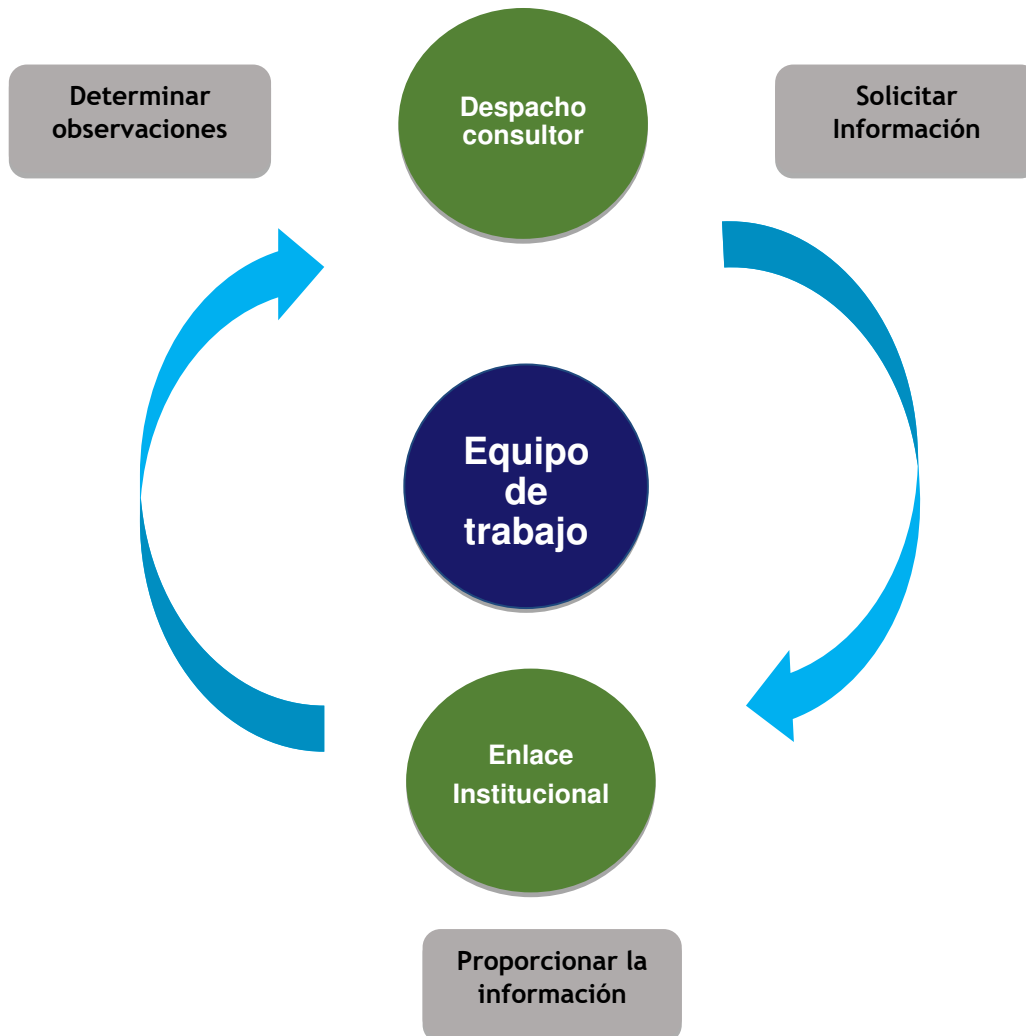 Determinar
observaciones
Despacho
consultor
Solicitar
Información
Equipo
de
trabajo
Enlace
Institucional
Proporcionar la
información